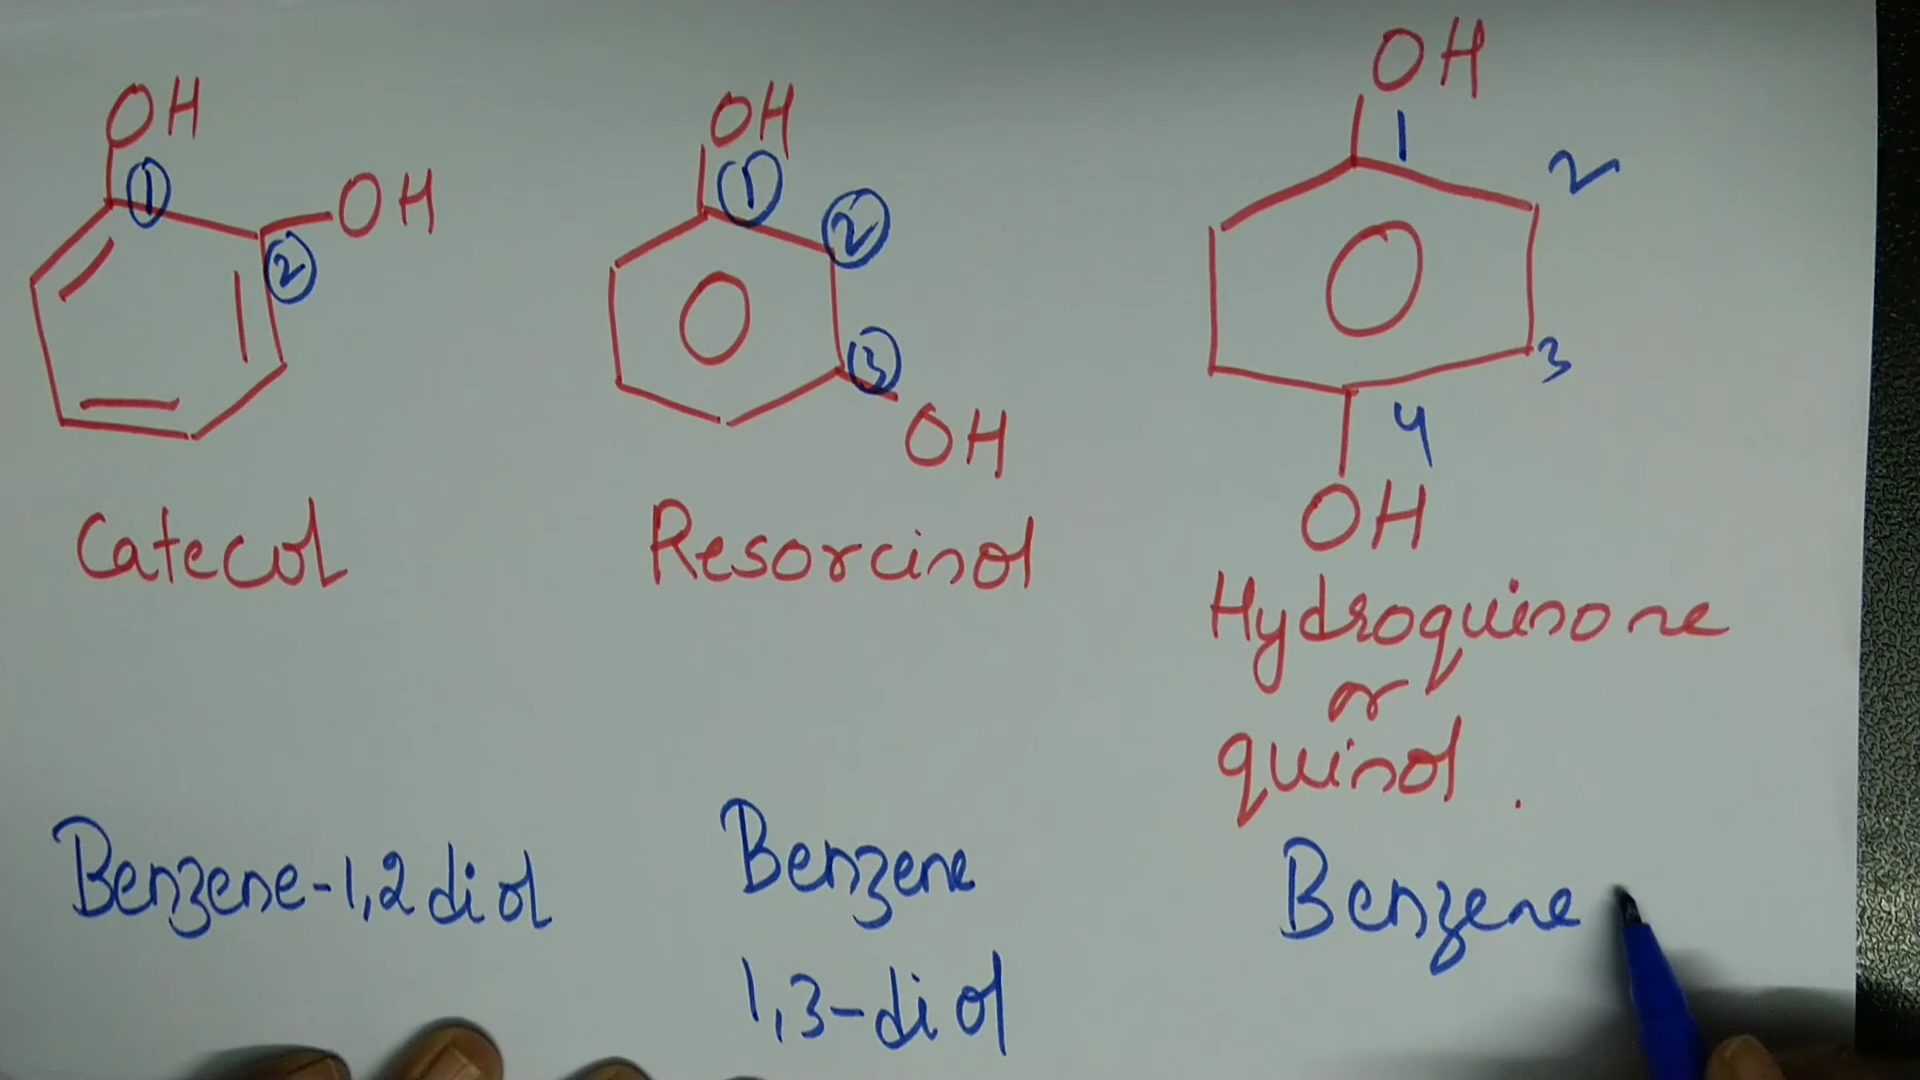 OH
OH
1
2
Catecol
Benzene-1,2 diol
OH
1
2
3
OH
Resorcinol
Benzene
1,3-diol
OH
1
2
3
4
OH
Hydroquinone
or
quinol.
Benzene